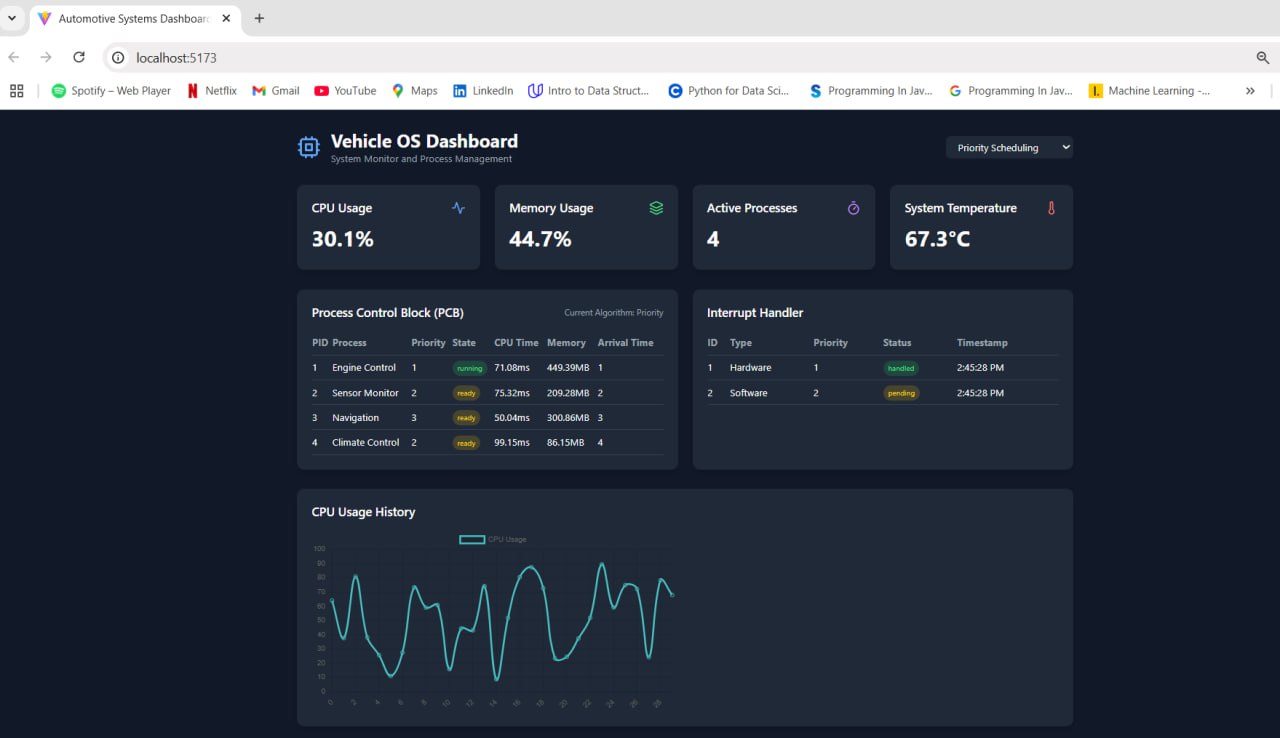 Automotive Systems Dashboard
localhost:5173
Spotify – Web Player Netflix Gmail YouTube Maps LinkedIn Intro to Data Struct... Python for Data Sci... Programming In Jav... Programming In Jav... Machine Learning -...
Vehicle OS Dashboard
System Monitor and Process Management
Priority Scheduling
CPU Usage
30.1%
Memory Usage
44.7%
Active Processes
4
System Temperature
67.3°C
Process Control Block (PCB)
Current Algorithm: Priority
PID Process Priority State CPU Time Memory Arrival Time
1 Engine Control 1 running 71.08ms 449.39MB 1
2 Sensor Monitor 2 ready 75.32ms 209.28MB 2
3 Navigation 3 ready 50.04ms 300.86MB 3
4 Climate Control 2 ready 99.15ms 86.15MB 4
Interrupt Handler
ID Type Priority Status Timestamp
1 Hardware 1 handled 2:45:28 PM
2 Software 2 pending 2:45:28 PM
CPU Usage History
CPU Usage
100
90
80
70
60
50
40
30
20
10
0
0 2 4 6 8 10 12 14 16 18 20 22 24 26 28